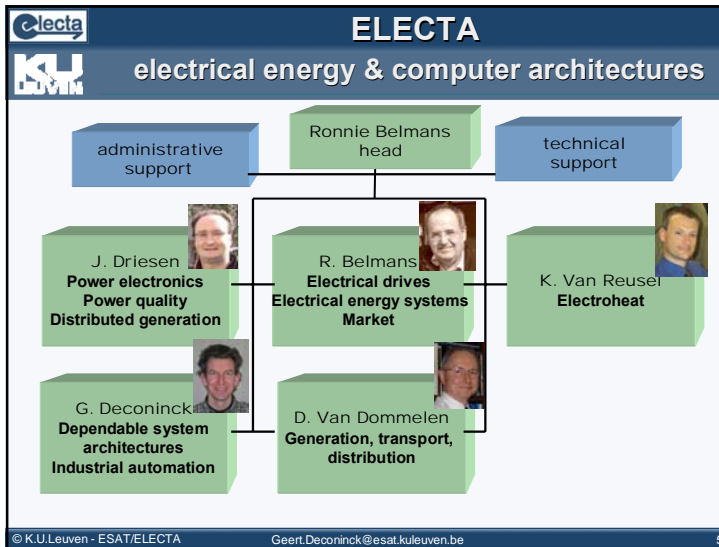 electa
ELECTA
KU
LEUVEN
electrical energy & computer architectures
administrative
support
Ronnie Belmans
head
technical
support
J. Driesen
Power electronics
Power quality
Distributed generation
R. Belmans
Electrical drives
Electrical energy systems
Market
K. Van Reusel
Electroheat
G. Deconinck
Dependable system
architectures
Industrial automation
D. Van Dommelen
Generation, transport,
distribution
© K.U.Leuven - ESAT/ELECTA
Geert.Deconinck@esat.kuleuven.be
5